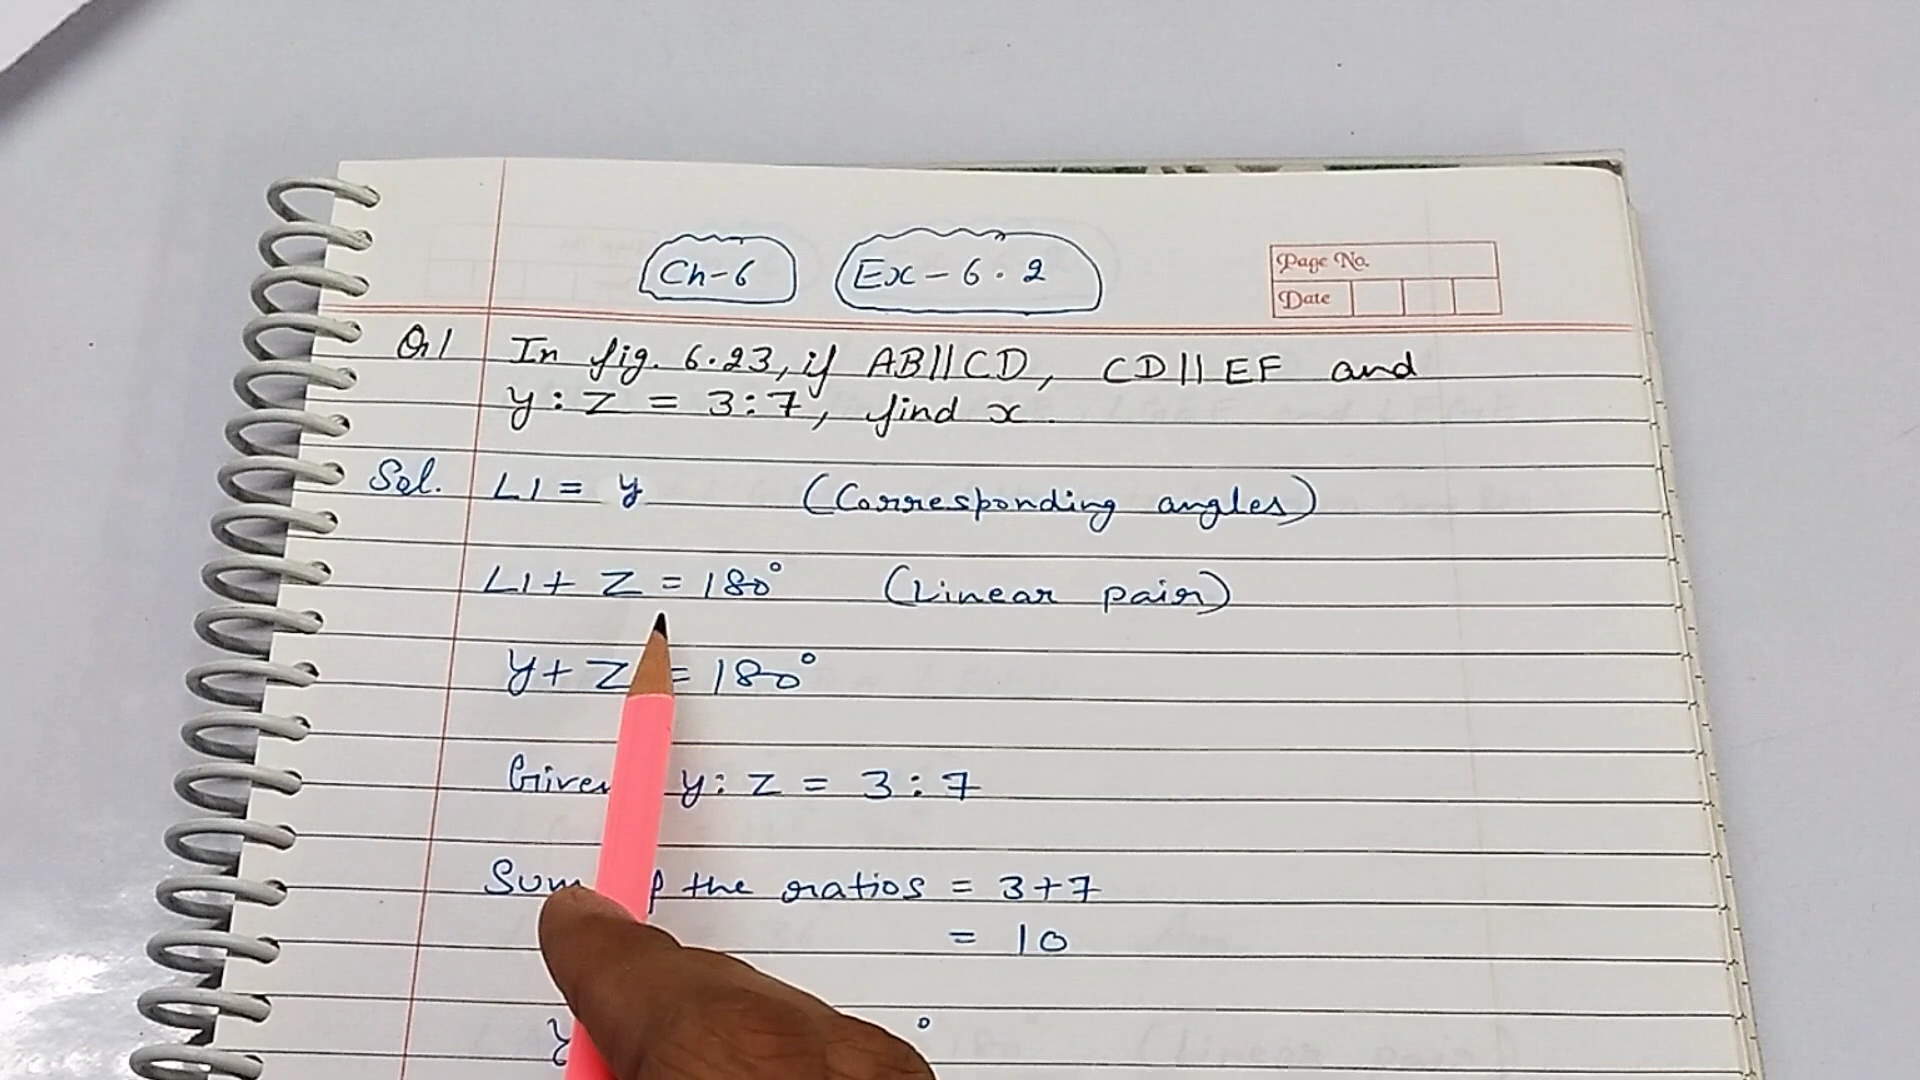 Ch-6 Ex-6.2
Page No.
Date
Q1 In fig. 6.23, if AB||CD, CD||EF and
y : z = 3:7, find x.
Sol. ∠1 = y (Corresponding angles)
∠1 + z = 180° (Linear pair)
y + z = 180°
y : z = 3 : 7
the ratios = 3+7
= 10